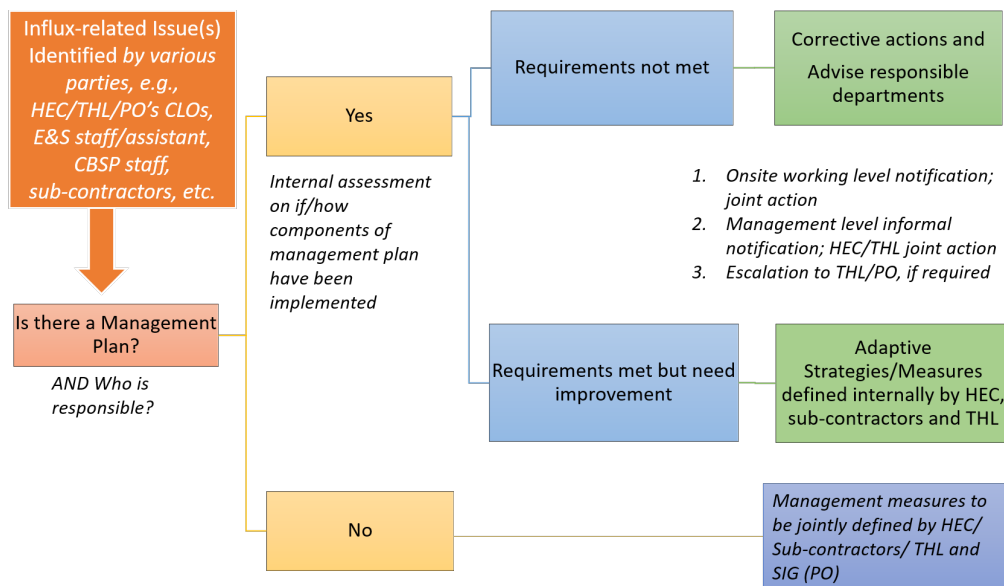 Influx-related Issue(s)
Identified by various
parties, e.g.,
HEC/THL/PO’s CLOs,
E&S staff/assistant,
CBSP staff,
sub-contractors, etc.
Is there a Management
Plan?
AND Who is
responsible?
Yes
Internal assessment
on if/how
components of
management plan
have been
implemented
No
Requirements not met
Requirements met but need
improvement
Corrective actions and
Advise responsible
departments
1. Onsite working level notification;
joint action
2. Management level informal
notification; HEC/THL joint action
3. Escalation to THL/PO, if required
Adaptive
Strategies/Measures
defined internally by HEC,
sub-contractors and THL
Management measures to
be jointly defined by HEC/
Sub-contractors/ THL and
SIG (PO)